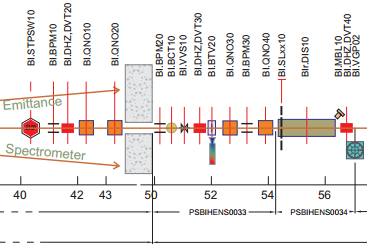 BI.STPSW10
BI.BPM10
BI.DHZ,DVT20
BI.QNO10
BI.QNO20
BI.BPM20
BI.BCT10
BI.VVS10
BI.DHZ,DVT30
BI.BTV20
BI.QNO30
BI.BPM30
BI.QNO40
BI.SLxx10
BIr.DIS10
BI.MBL10
BI.DHZ,DVT40
BI.VGP02
Emittance
Spectrometer
40 42 43 50 52 54 56
PSBIHENS0033 PSBIHENS0034